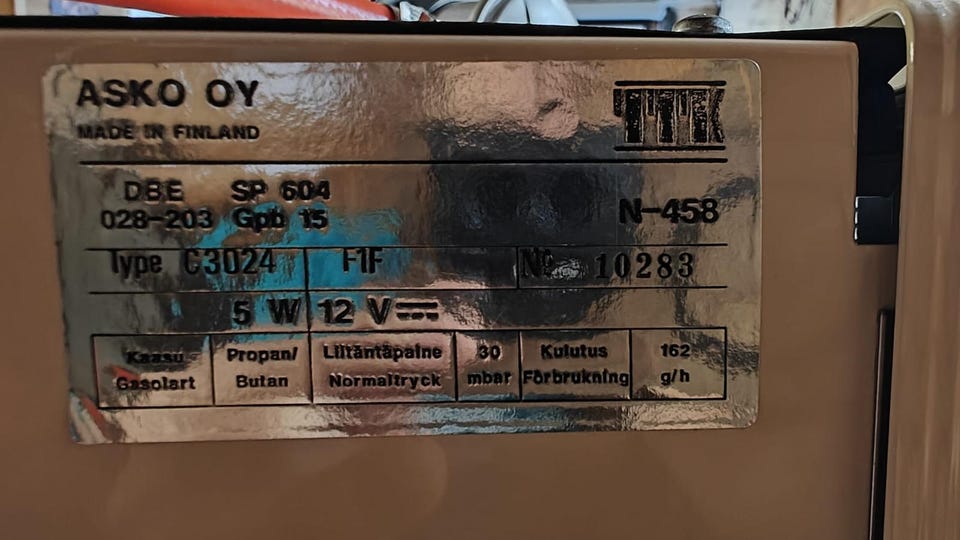 ASKO OY
MADE IN FINLAND
TTK
DBE SP 604
028-203 Gpb 15
N-458
Type C3024 F1F No 10283
5 W 12 V
Kaasu Propan/ Liitäntäpaine 30 Kulutus 162
Gasolart Butan Normaltryck mbar Förbrukning g/h